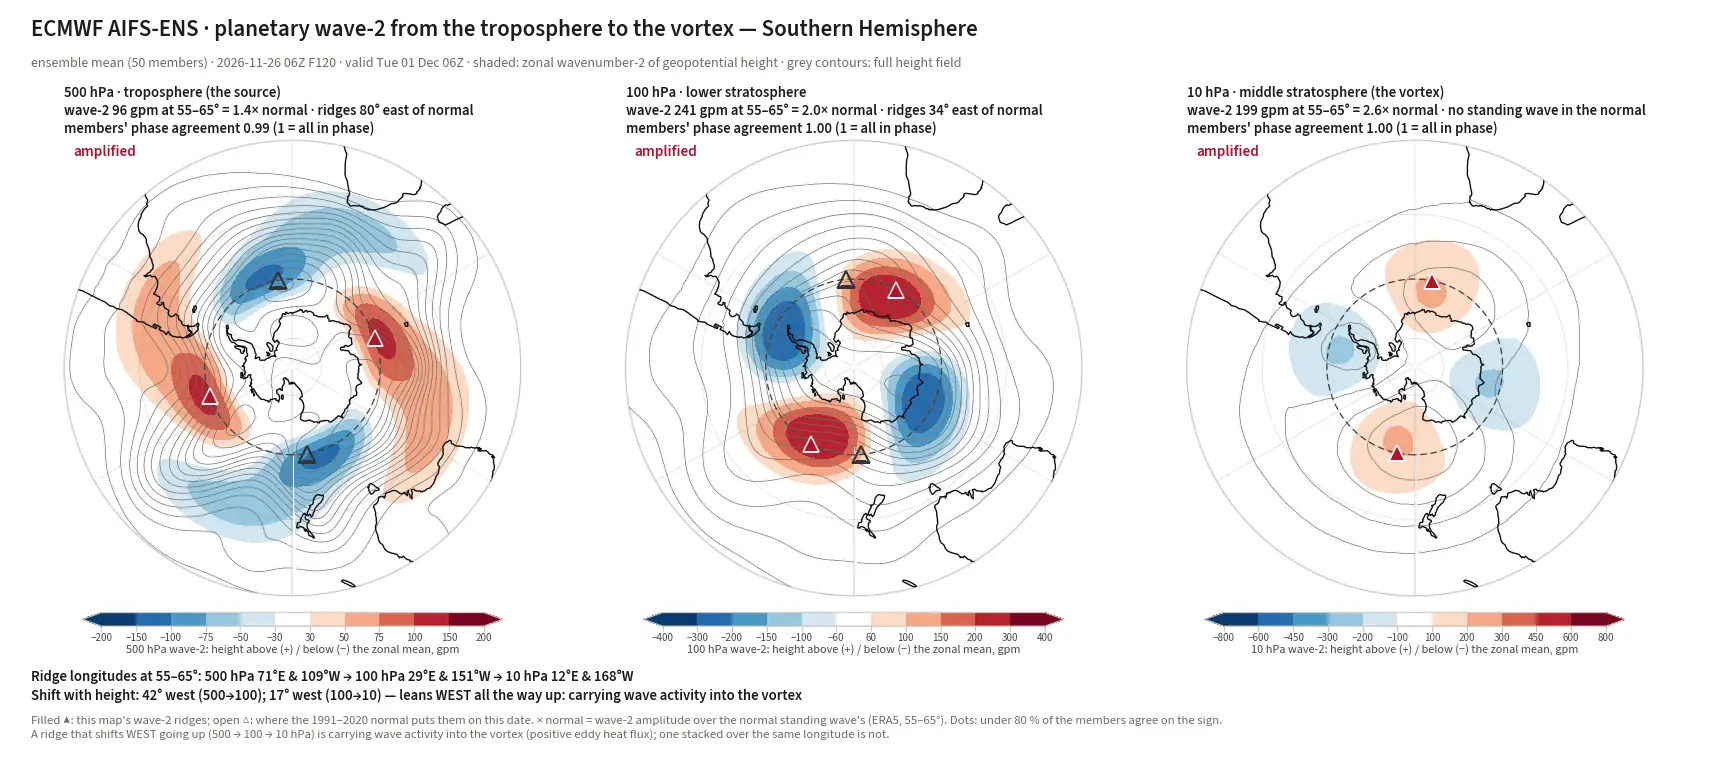 ECMWF AIFS-ENS · planetary wave-2 from the troposphere to the vortex — Southern Hemisphere
ensemble mean (50 members) · 2026-11-26 06Z F120 · valid Tue 01 Dec 06Z · shaded: zonal wavenumber-2 of geopotential height · grey contours: full height field
500 hPa · troposphere (the source)
wave-2 96 gpm at 55–65° = 1.4× normal · ridges 80° east of normal
members' phase agreement 0.99 (1 = all in phase)
amplified
100 hPa · lower stratosphere
wave-2 241 gpm at 55–65° = 2.0× normal · ridges 34° east of normal
members' phase agreement 1.00 (1 = all in phase)
amplified
10 hPa · middle stratosphere (the vortex)
wave-2 199 gpm at 55–65° = 2.6× normal · no standing wave in the normal
members' phase agreement 1.00 (1 = all in phase)
amplified
−200 −150 −100 −75 −50 −30 30 50 75 100 150 200
500 hPa wave-2: height above (+) / below (−) the zonal mean, gpm
−400 −300 −200 −150 −100 −60 60 100 150 200 300 400
100 hPa wave-2: height above (+) / below (−) the zonal mean, gpm
−800 −600 −450 −300 −200 −100 100 200 300 450 600 800
10 hPa wave-2: height above (+) / below (−) the zonal mean, gpm
Ridge longitudes at 55–65°: 500 hPa 71°E & 109°W → 100 hPa 29°E & 151°W → 10 hPa 12°E & 168°W
Shift with height: 42° west (500→100); 17° west (100→10) — leans WEST all the way up: carrying wave activity into the vortex
Filled ▲: this map's wave-2 ridges; open △: where the 1991–2020 normal puts them on this date. × normal = wave-2 amplitude over the normal standing wave's (ERA5, 55–65°). Dots: under 80 % of the members agree on the sign.
A ridge that shifts WEST going up (500 → 100 → 10 hPa) is carrying wave activity into the vortex (positive eddy heat flux); one stacked over the same longitude is not.